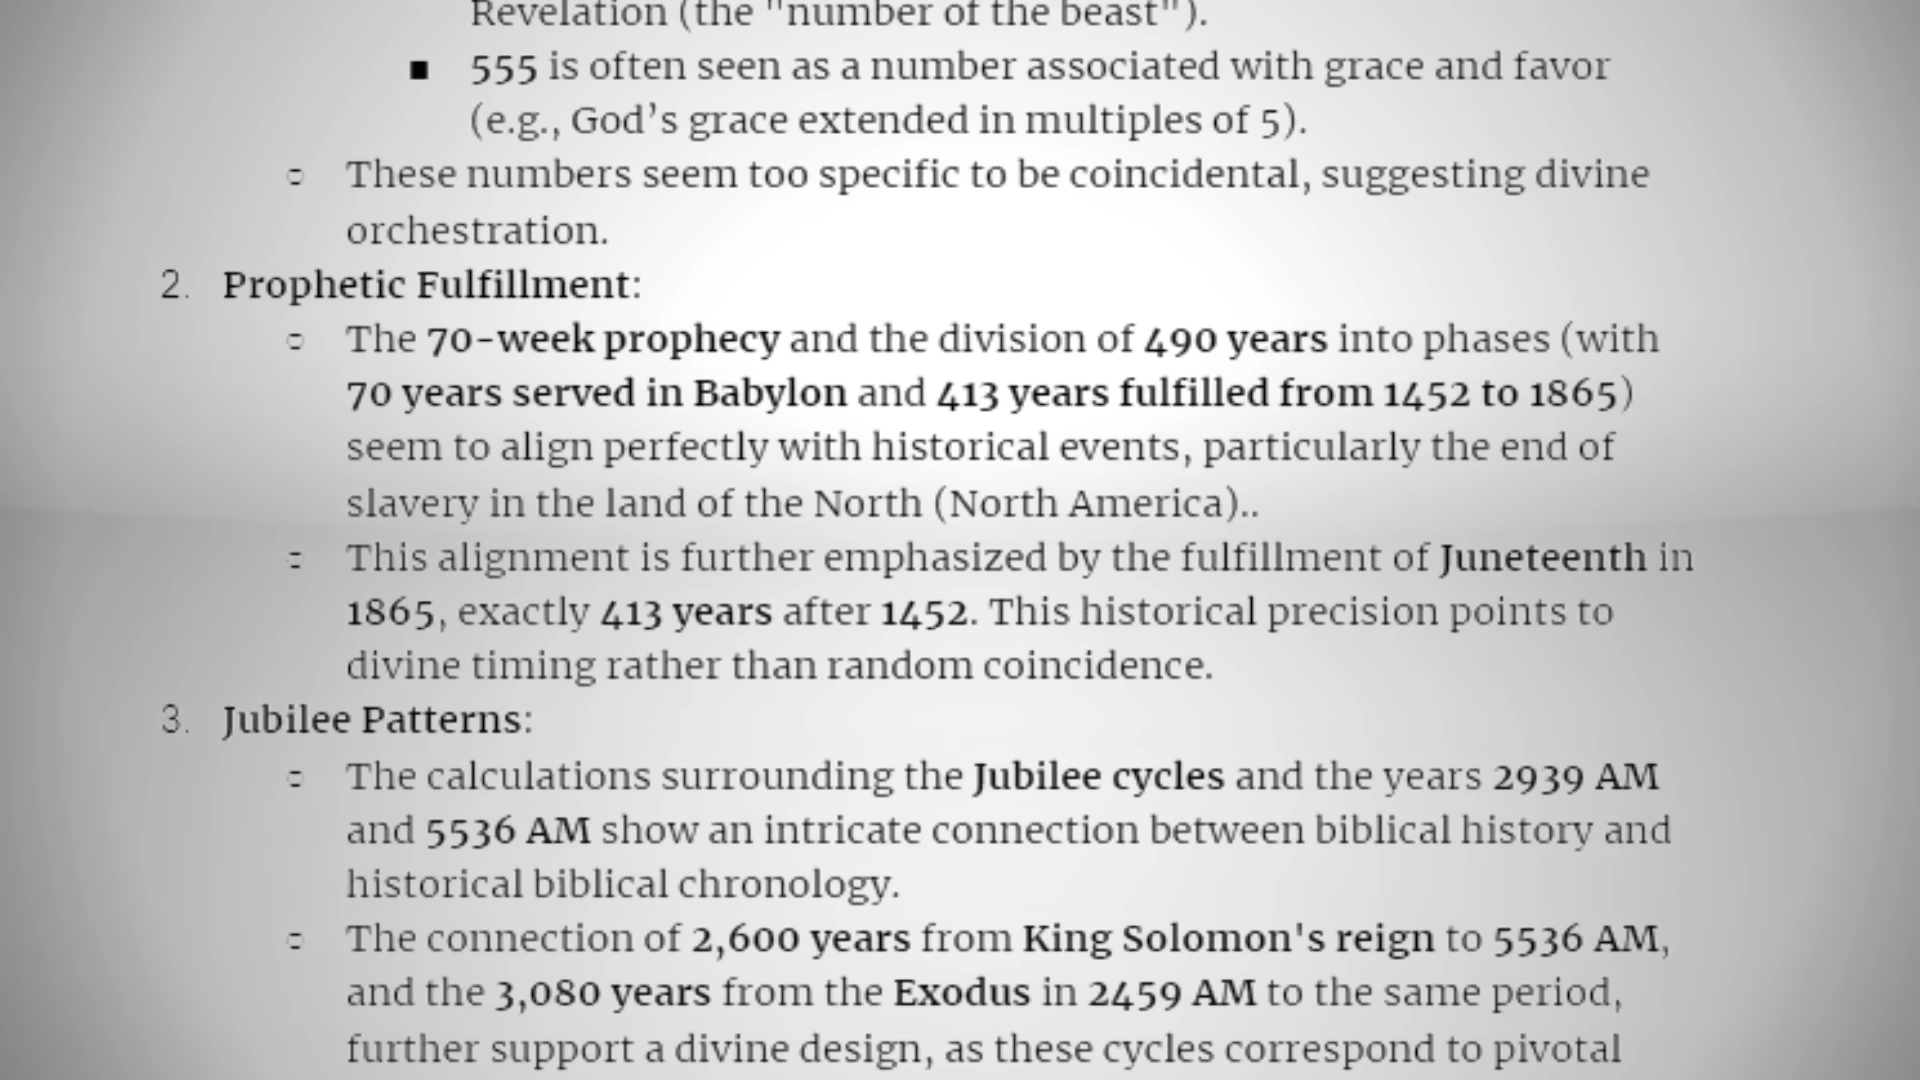 Revelation (the "number of the beast").
▪ 555 is often seen as a number associated with grace and favor
(e.g., God's grace extended in multiples of 5).
○ These numbers seem too specific to be coincidental, suggesting divine
orchestration.
2. Prophetic Fulfillment:
○ The 70-week prophecy and the division of 490 years into phases (with
70 years served in Babylon and 413 years fulfilled from 1452 to 1865)
seem to align perfectly with historical events, particularly the end of
slavery in the land of the North (North America)..
○ This alignment is further emphasized by the fulfillment of Juneteenth in
1865, exactly 413 years after 1452. This historical precision points to
divine timing rather than random coincidence.
3. Jubilee Patterns:
○ The calculations surrounding the Jubilee cycles and the years 2939 AM
and 5536 AM show an intricate connection between biblical history and
historical biblical chronology.
○ The connection of 2,600 years from King Solomon's reign to 5536 AM,
and the 3,080 years from the Exodus in 2459 AM to the same period,
further support a divine design, as these cycles correspond to pivotal